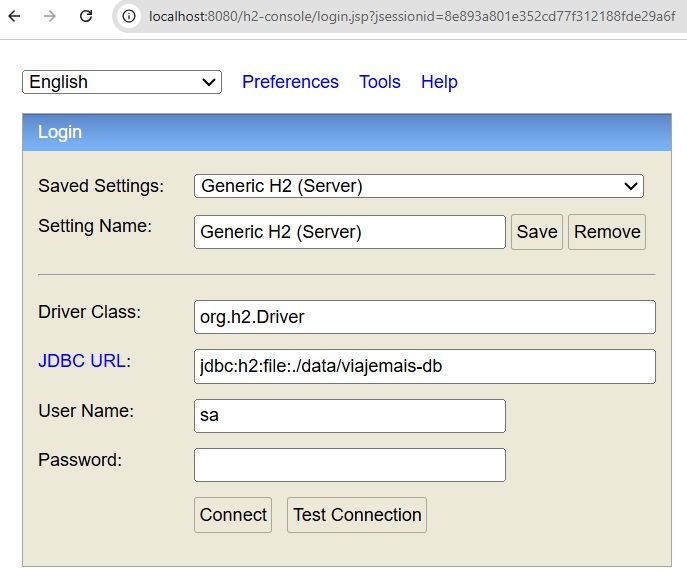 localhost:8080/h2-console/login.jsp?jsessionid=8e893a801e352cd77f312188fde29a6f
English Preferences Tools Help
Login
Saved Settings: Generic H2 (Server)
Setting Name: Generic H2 (Server) Save Remove
Driver Class: org.h2.Driver
JDBC URL: jdbc:h2:file:./data/viajemais-db
User Name: sa
Password:
Connect Test Connection